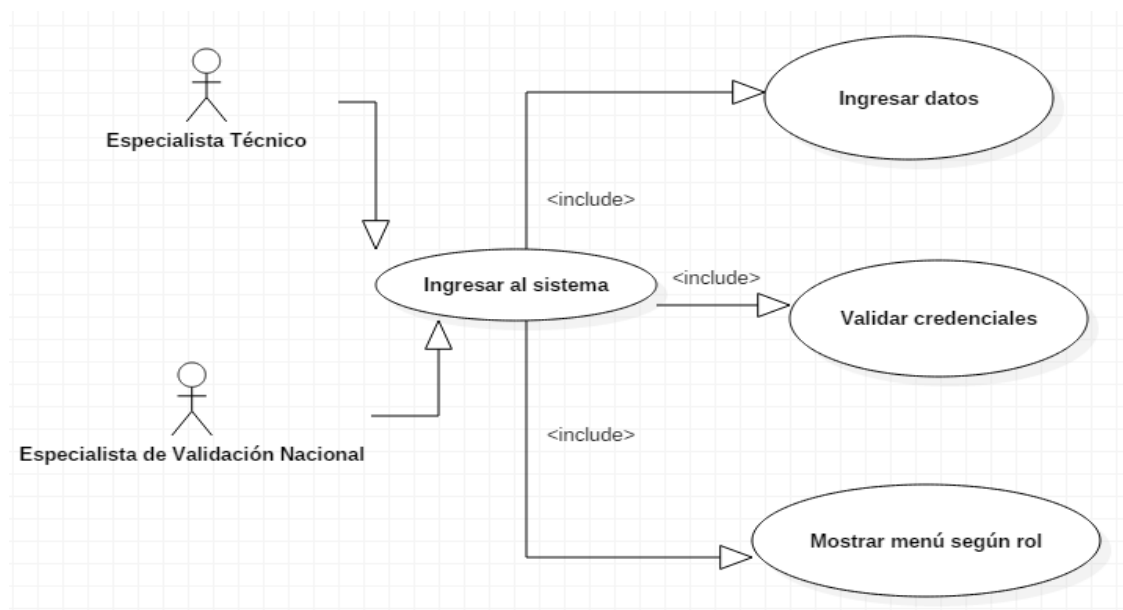 Ingresar datos
Especialista Técnico
<include>
Ingresar al sistema
<include>
Validar credenciales
Especialista de Validación Nacional
<include>
Mostrar menú según rol